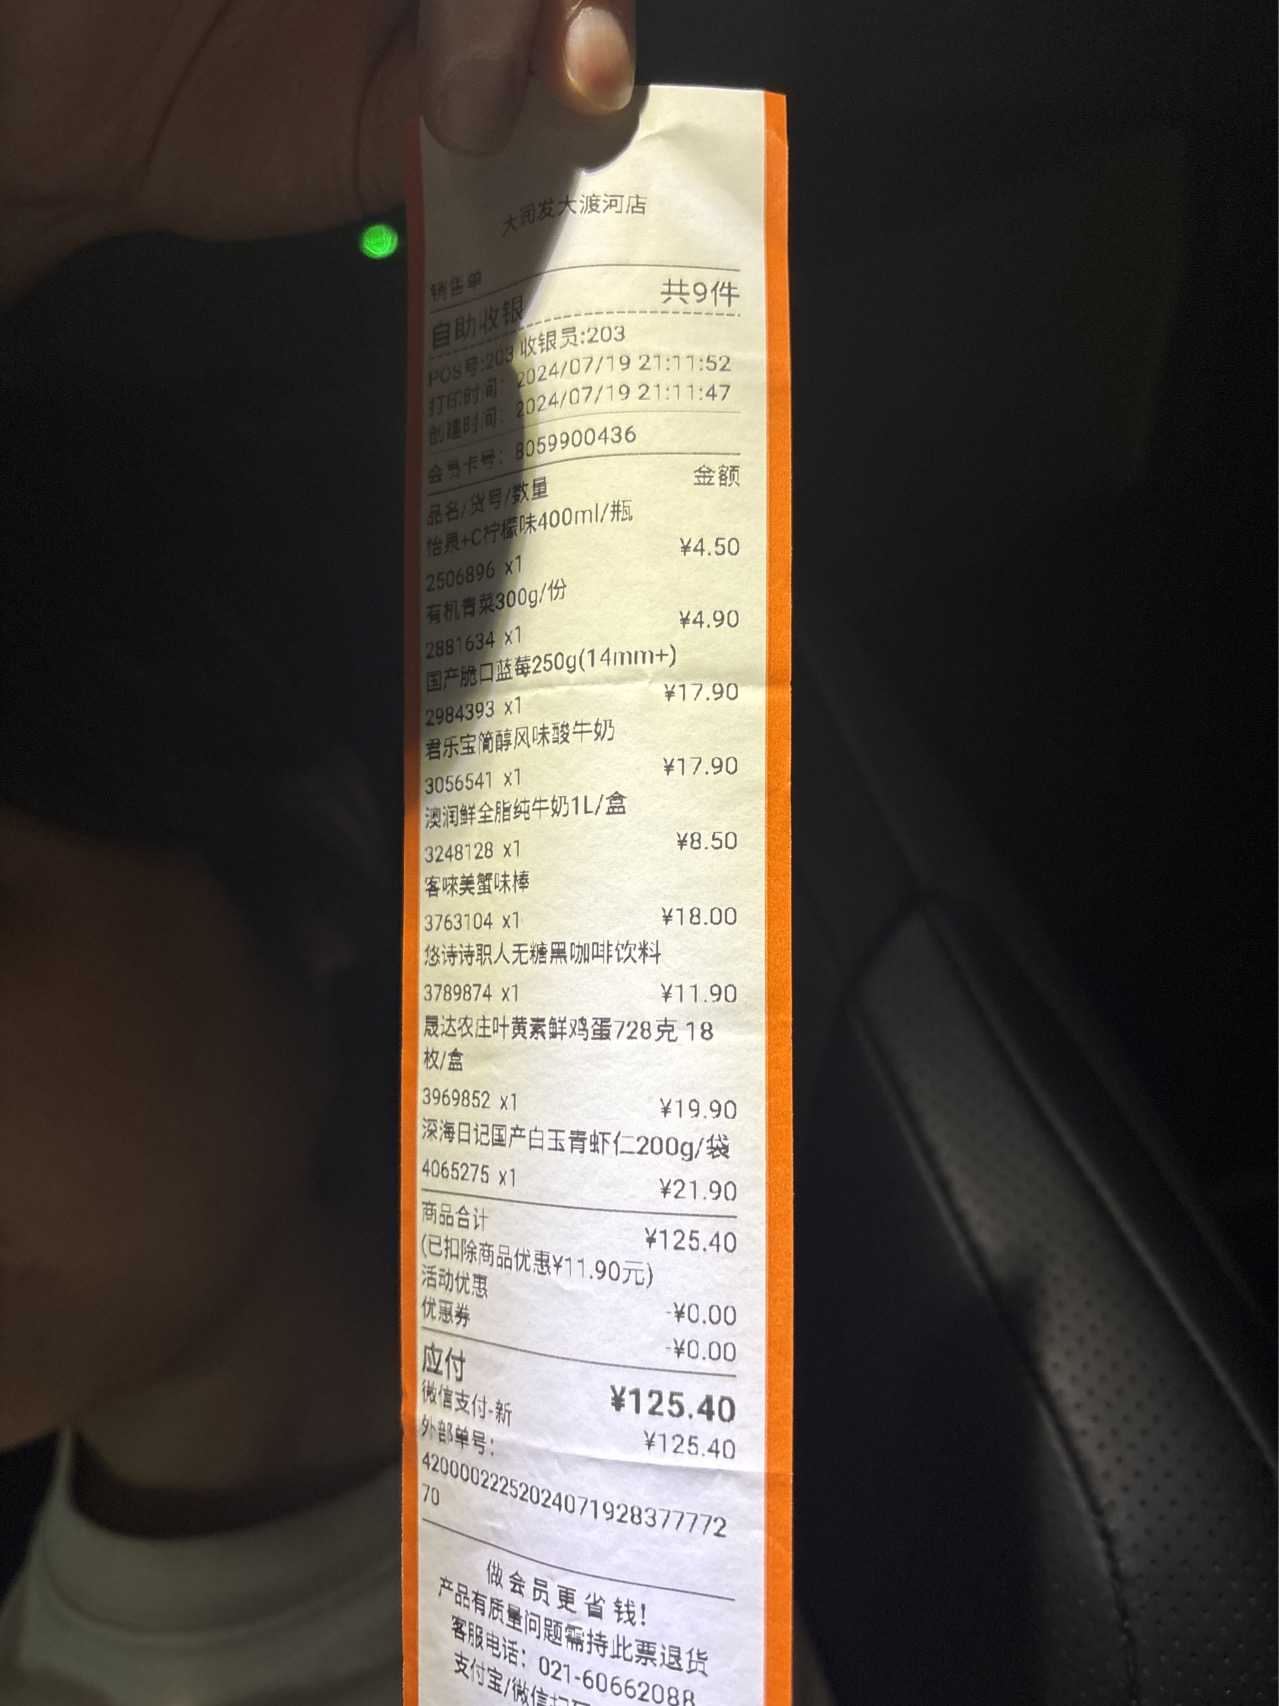 大润发大渡河店
销售单
自助收银 共9件
POS号:203 收银员:203
打印时间: 2024/07/19 21:11:52
创建时间: 2024/07/19 21:11:47
会员卡号: 8059900436
品名/货号/数量 金额
怡泉+C柠檬味400ml/瓶
2506896 x1 ¥4.50
有机青菜300g/份
2881634 x1 ¥4.90
国产脆口蓝莓250g(14mm+)
2984393 x1 ¥17.90
君乐宝简醇风味酸牛奶
3056541 x1 ¥17.90
澳润鲜全脂纯牛奶1L/盒
3248128 x1 ¥8.50
客唻美蟹味棒
3763104 x1 ¥18.00
悠诗诗职人无糖黑咖啡饮料
3789874 x1 ¥11.90
晟达农庄叶黄素鲜鸡蛋728克 18
枚/盒
3969852 x1 ¥19.90
深海日记国产白玉青虾仁200g/袋
4065275 x1 ¥21.90
商品合计 ¥125.40
(已扣除商品优惠¥11.90元)
活动优惠 -¥0.00
优惠券 -¥0.00
应付 ¥125.40
微信支付-新 ¥125.40
外部单号:
42000022252024071928377772
70
做会员更省钱!
产品有质量问题需持此票退货
客服电话: 021-60662088
支付宝/微信扫